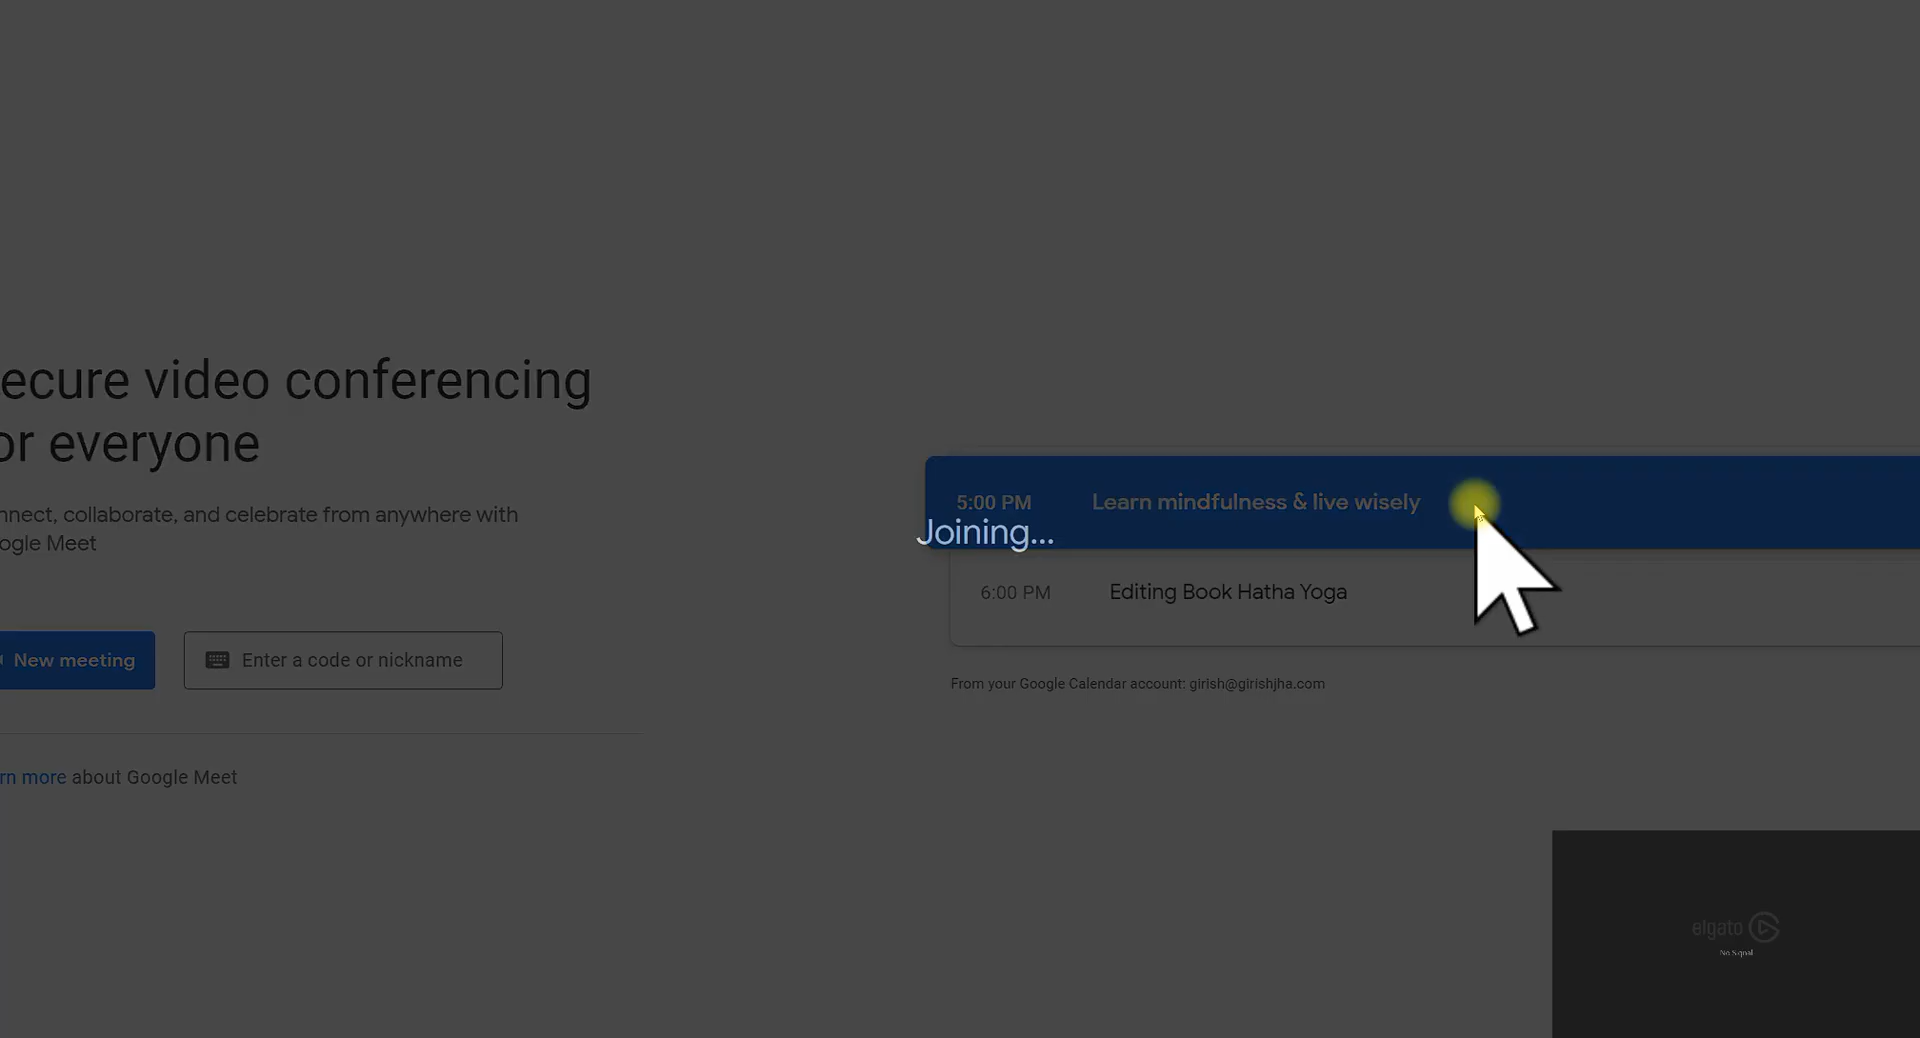 ecure video conferencing
or everyone
nnect, collaborate, and celebrate from anywhere with
ogle Meet
New meeting
Enter a code or nickname
rn more about Google Meet
5:00 PM Learn mindfulness & live wisely
Joining...
6:00 PM Editing Book Hatha Yoga
From your Google Calendar account: girish@girishjha.com
elgato
No Signal